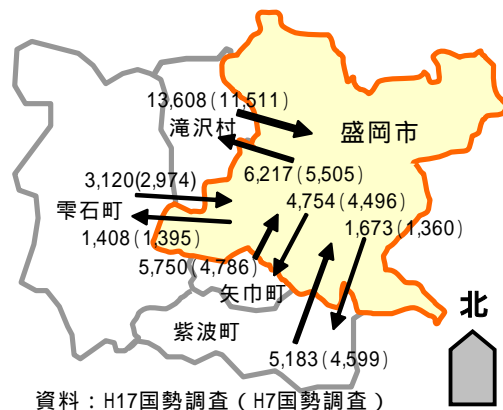 13,608(11,511)
滝沢村
盛岡市
6,217(5,505)
3,120(2,974)
4,754(4,496)
雫石町
1,673(1,360)
1,408(1,395)
5,750(4,786)
矢巾町
北
紫波町
5,183(4,599)
資料：H17国勢調査（H7国勢調査）